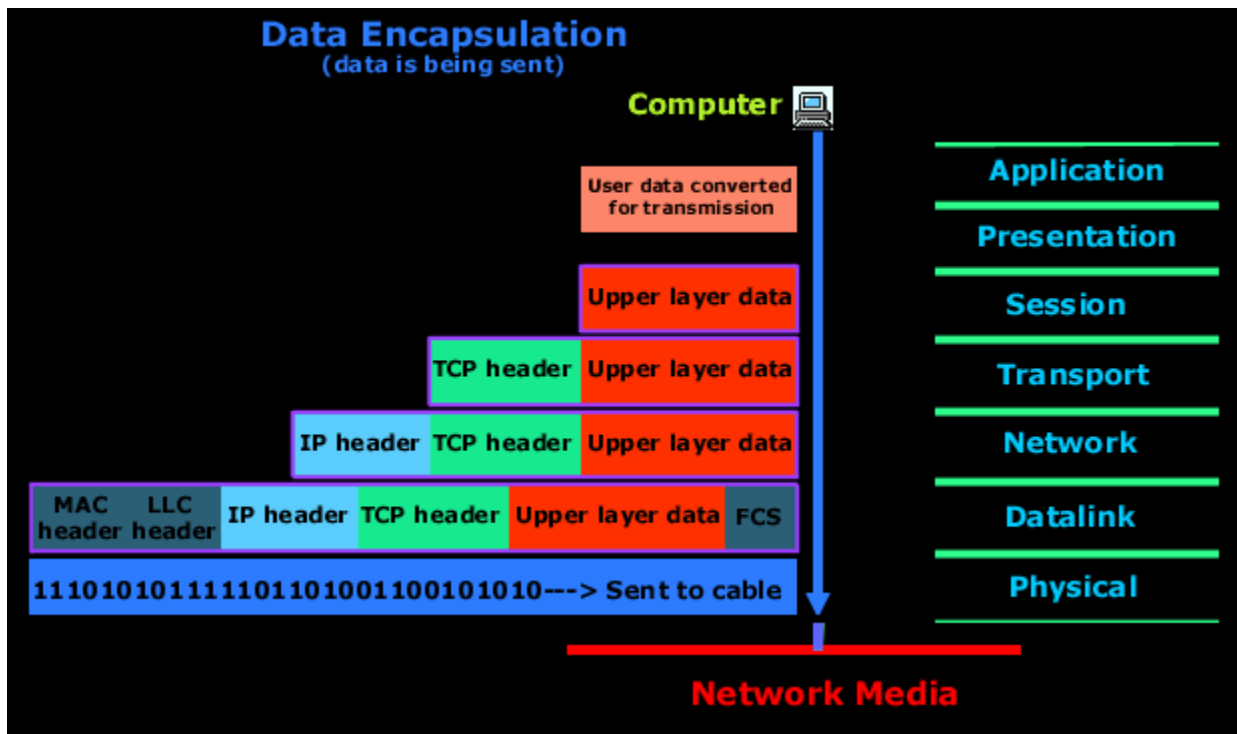 Data Encapsulation
(data is being sent)
Computer
User data converted
for transmission
Application
Presentation
Upper layer data
Session
TCP header Upper layer data
Transport
IP header TCP header Upper layer data
Network
MAC header LLC header IP header TCP header Upper layer data FCS
Datalink
111010101111101101001100101010---> Sent to cable
Physical
Network Media